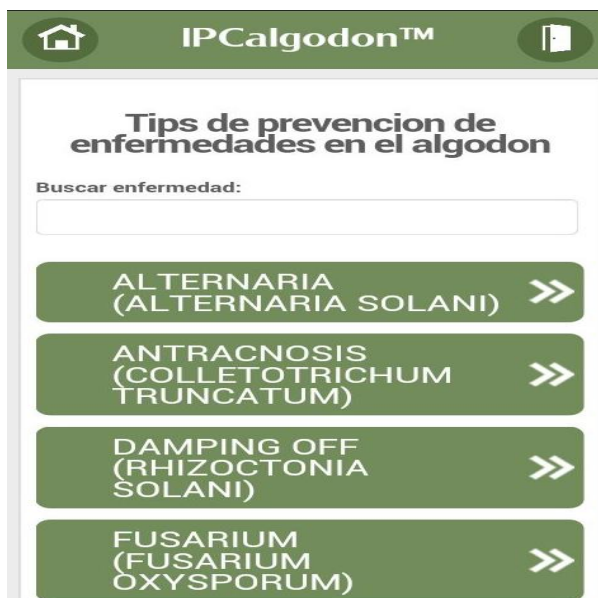 IPCalgodon™
Tips de prevencion de
enfermedades en el algodon
Buscar enfermedad:
ALTERNARIA
(ALTERNARIA SOLANI)
ANTRACNOSIS
(COLLETOTRICHUM
TRUNCATUM)
DAMPING OFF
(RHIZOCTONIA
SOLANI)
FUSARIUM
(FUSARIUM
OXYSPORUM)